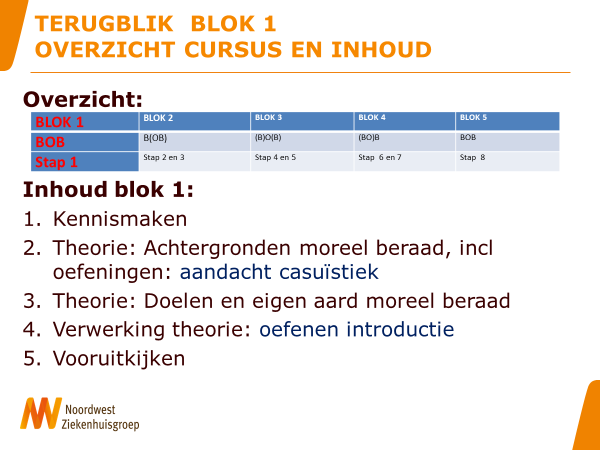 TERUGBLIK BLOK 1
OVERZICHT CURSUS EN INHOUD
Overzicht:
BLOK 1 BLOK 2 BLOK 3 BLOK 4 BLOK 5
BOB B(OB) (B)O(B) (BO)B BOB
Stap 1 Stap 2 en 3 Stap 4 en 5 Stap 6 en 7 Stap 8
Inhoud blok 1:
1. Kennismaken
2. Theorie: Achtergronden moreel beraad, incl
oefeningen: aandacht casuïstiek
3. Theorie: Doelen en eigen aard moreel beraad
4. Verwerking theorie: oefenen introductie
5. Vooruitkijken
Noordwest
Ziekenhuisgroep